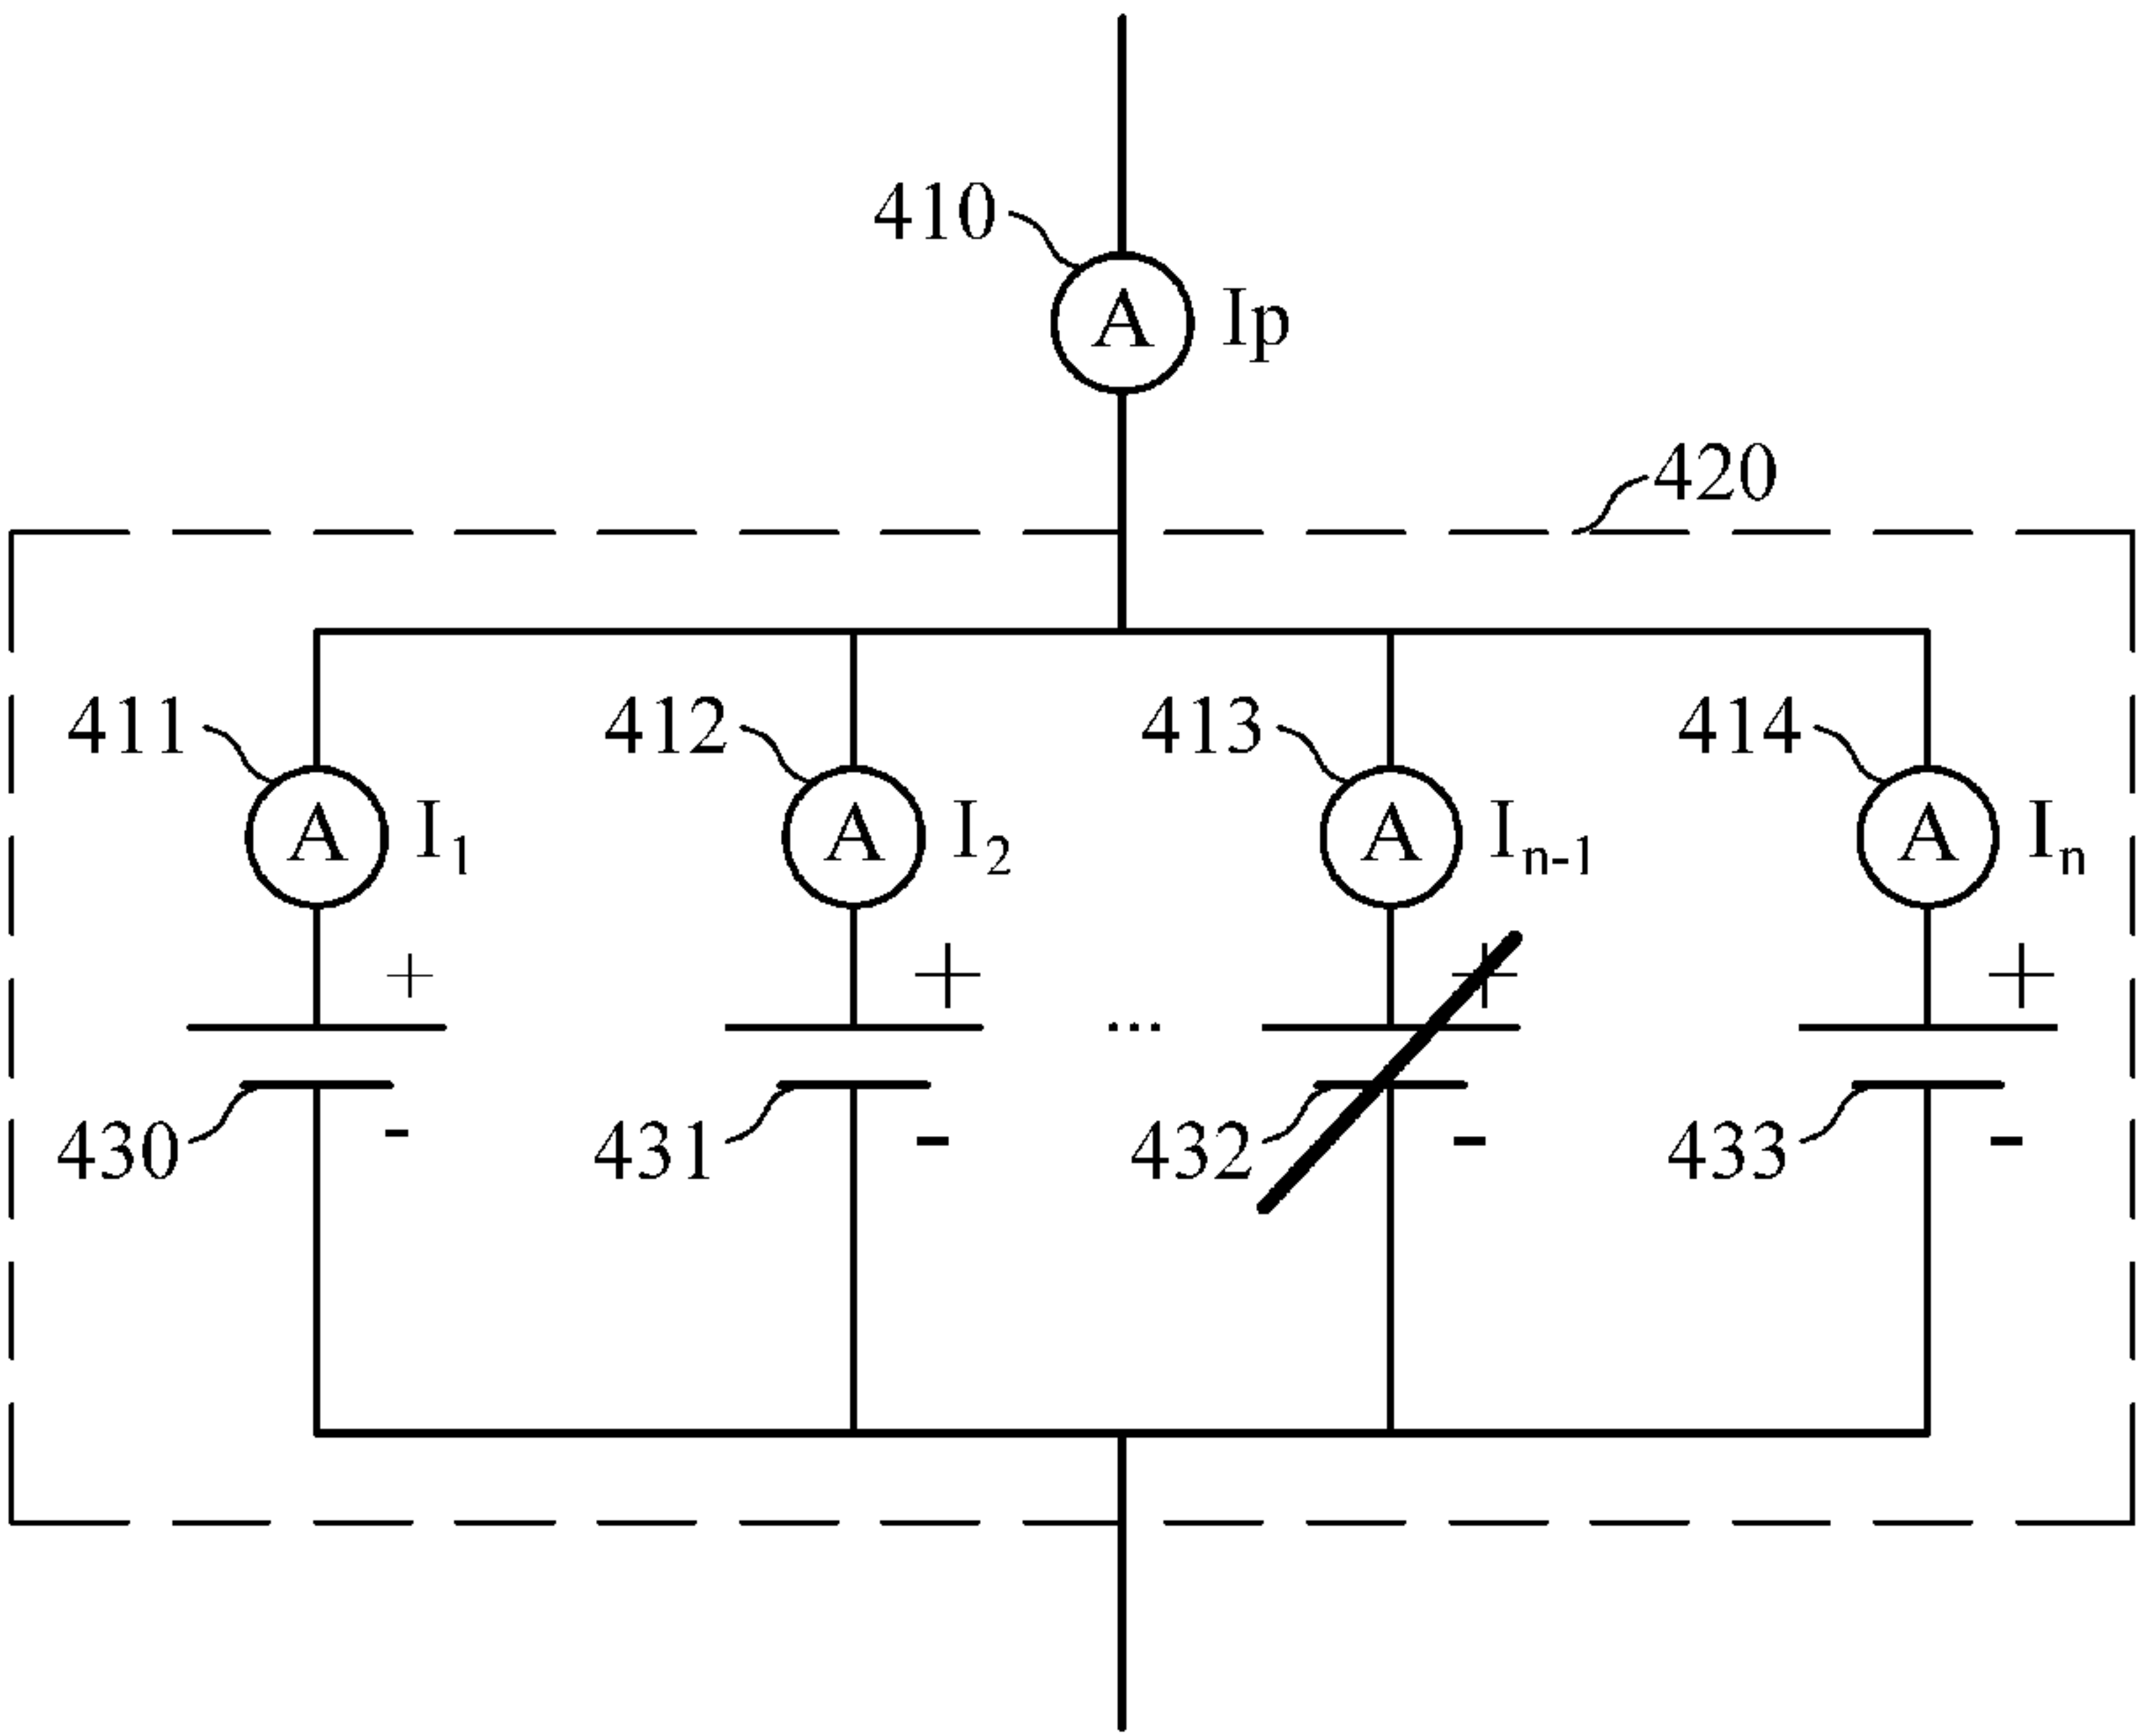 410
A Ip
420
411 412 413 414
A I₁ A I₂ A Iₙ₋₁ A Iₙ
+ + + +
...
430 - 431 - 432 - 433 -